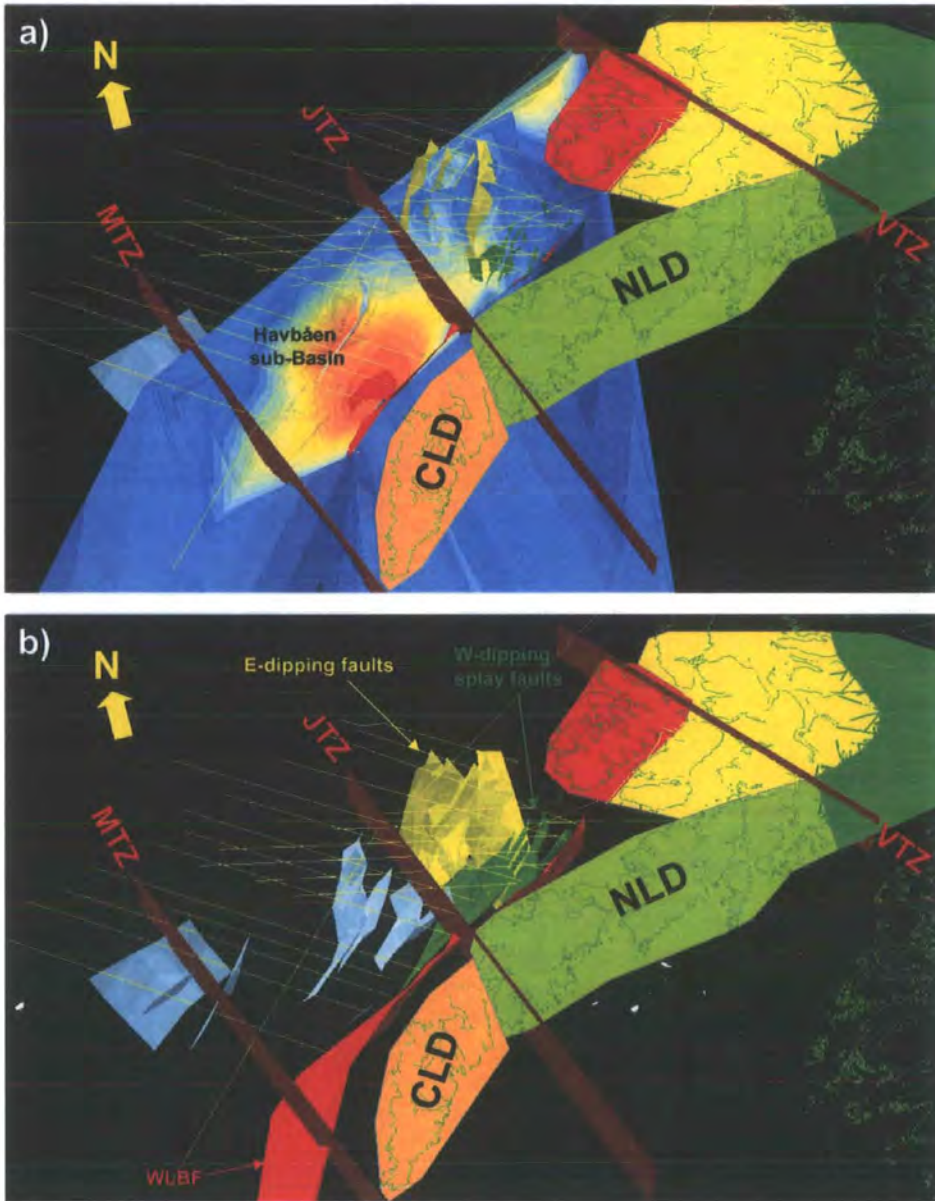 a)
N
JTZ
MTZ
VTZ
NLD
Havbåen
sub-Basin
CLD
b)
N
E-dipping faults
W-dipping
splay faults
JTZ
MTZ
VTZ
NLD
CLD
WLBF